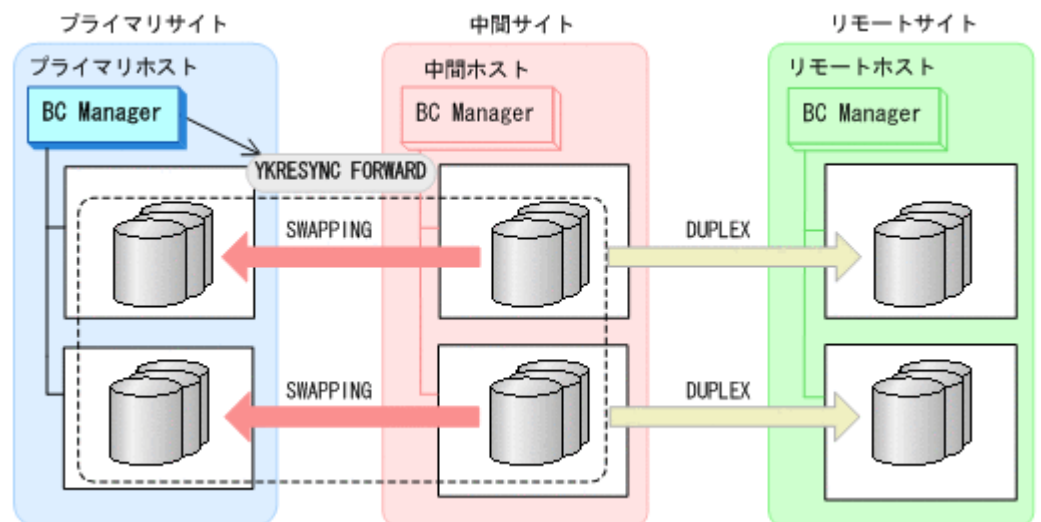 プライマリサイト
中間サイト
リモートサイト
プライマリホスト
中間ホスト
リモートホスト
BC Manager
BC Manager
BC Manager
YKRESYNC FORWARD
SWAPPING
DUPLEX
SWAPPING
DUPLEX